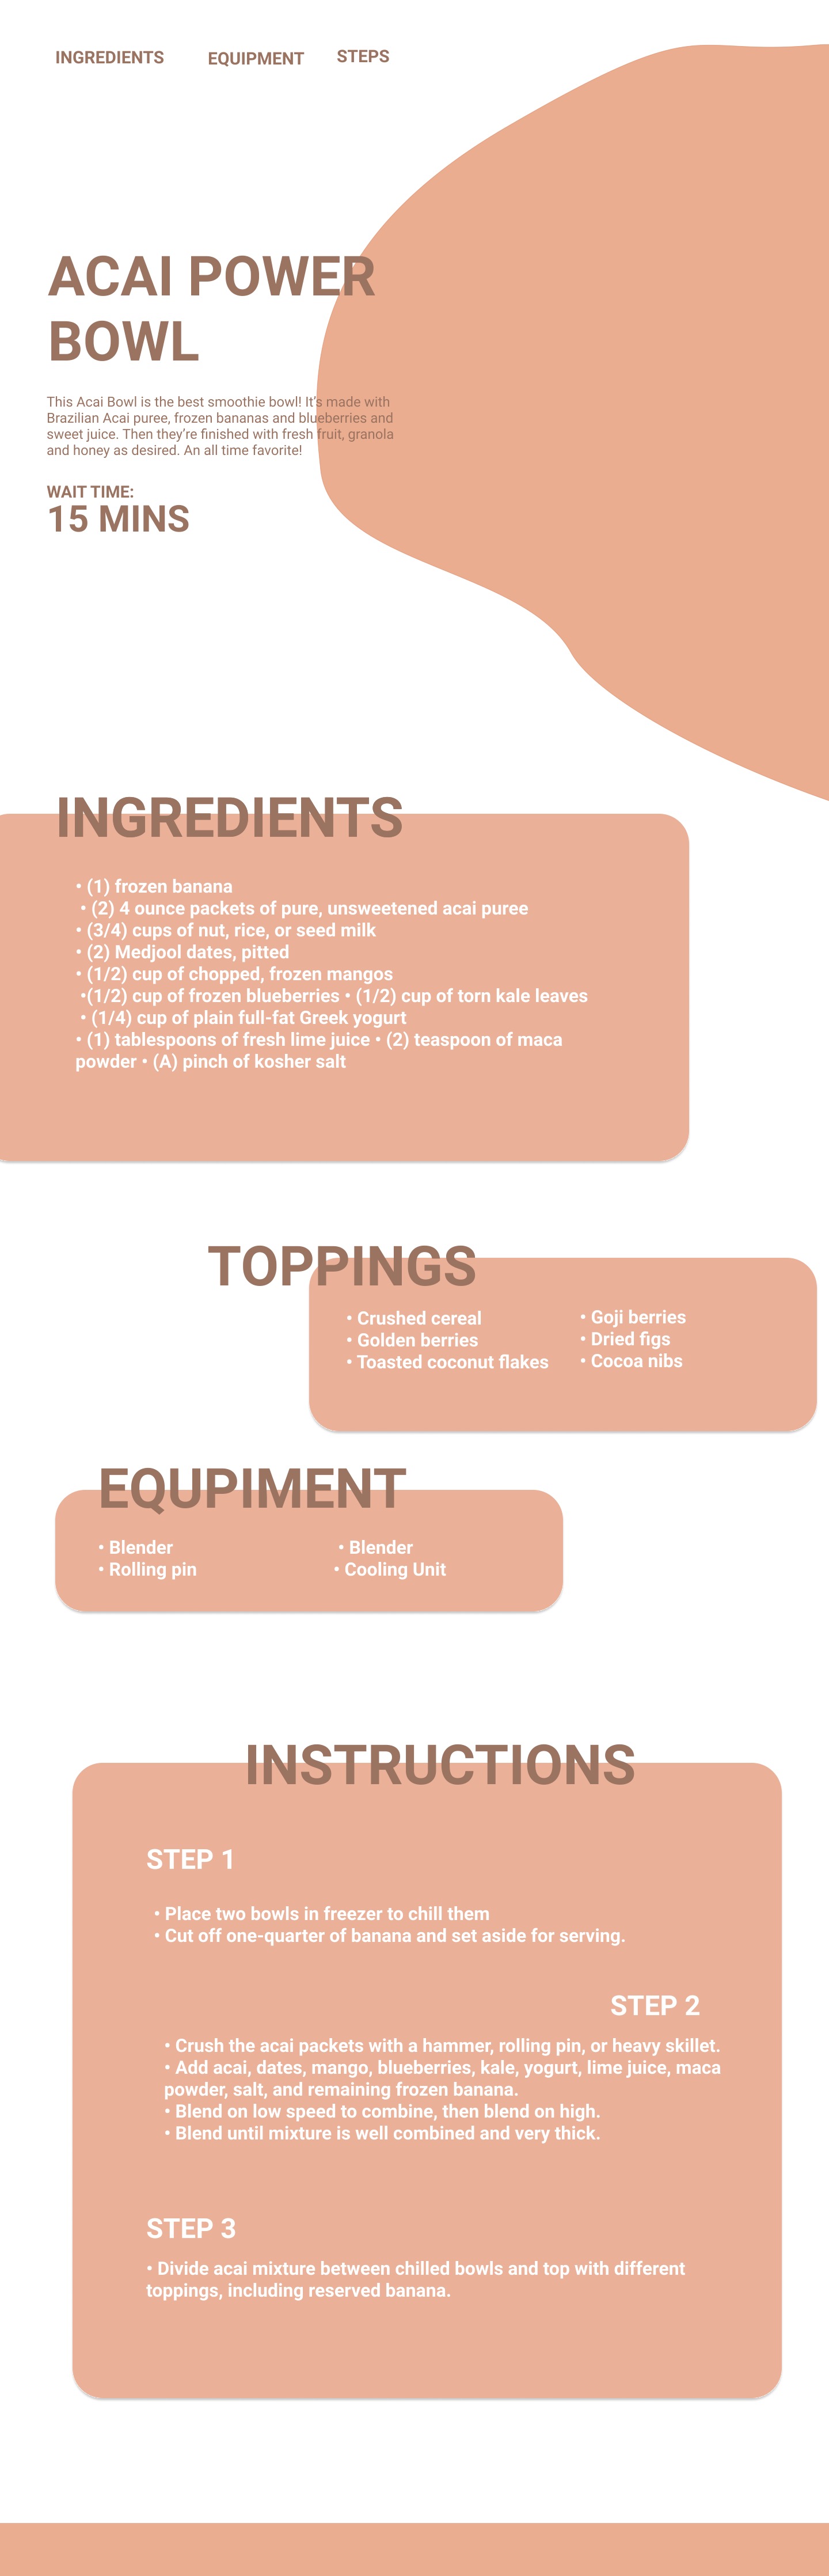 INGREDIENTS EQUIPMENT STEPS
ACAI POWER
BOWL
This Acai Bowl is the best smoothie bowl! It’s made with
Brazilian Acai puree, frozen bananas and blueberries and
sweet juice. Then they’re finished with fresh fruit, granola
and honey as desired. An all time favorite!
WAIT TIME:
15 MINS
INGREDIENTS
• (1) frozen banana
• (2) 4 ounce packets of pure, unsweetened acai puree
• (3/4) cups of nut, rice, or seed milk
• (2) Medjool dates, pitted
• (1/2) cup of chopped, frozen mangos
•(1/2) cup of frozen blueberries • (1/2) cup of torn kale leaves
• (1/4) cup of plain full-fat Greek yogurt
• (1) tablespoons of fresh lime juice • (2) teaspoon of maca
powder • (A) pinch of kosher salt
TOPPINGS
• Crushed cereal
• Golden berries
• Toasted coconut flakes
• Goji berries
• Dried figs
• Cocoa nibs
EQUPIMENT
• Blender
• Rolling pin
• Blender
• Cooling Unit
INSTRUCTIONS
STEP 1
• Place two bowls in freezer to chill them
• Cut off one-quarter of banana and set aside for serving.
STEP 2
• Crush the acai packets with a hammer, rolling pin, or heavy skillet.
• Add acai, dates, mango, blueberries, kale, yogurt, lime juice, maca
powder, salt, and remaining frozen banana.
• Blend on low speed to combine, then blend on high.
• Blend until mixture is well combined and very thick.
STEP 3
• Divide acai mixture between chilled bowls and top with different
toppings, including reserved banana.